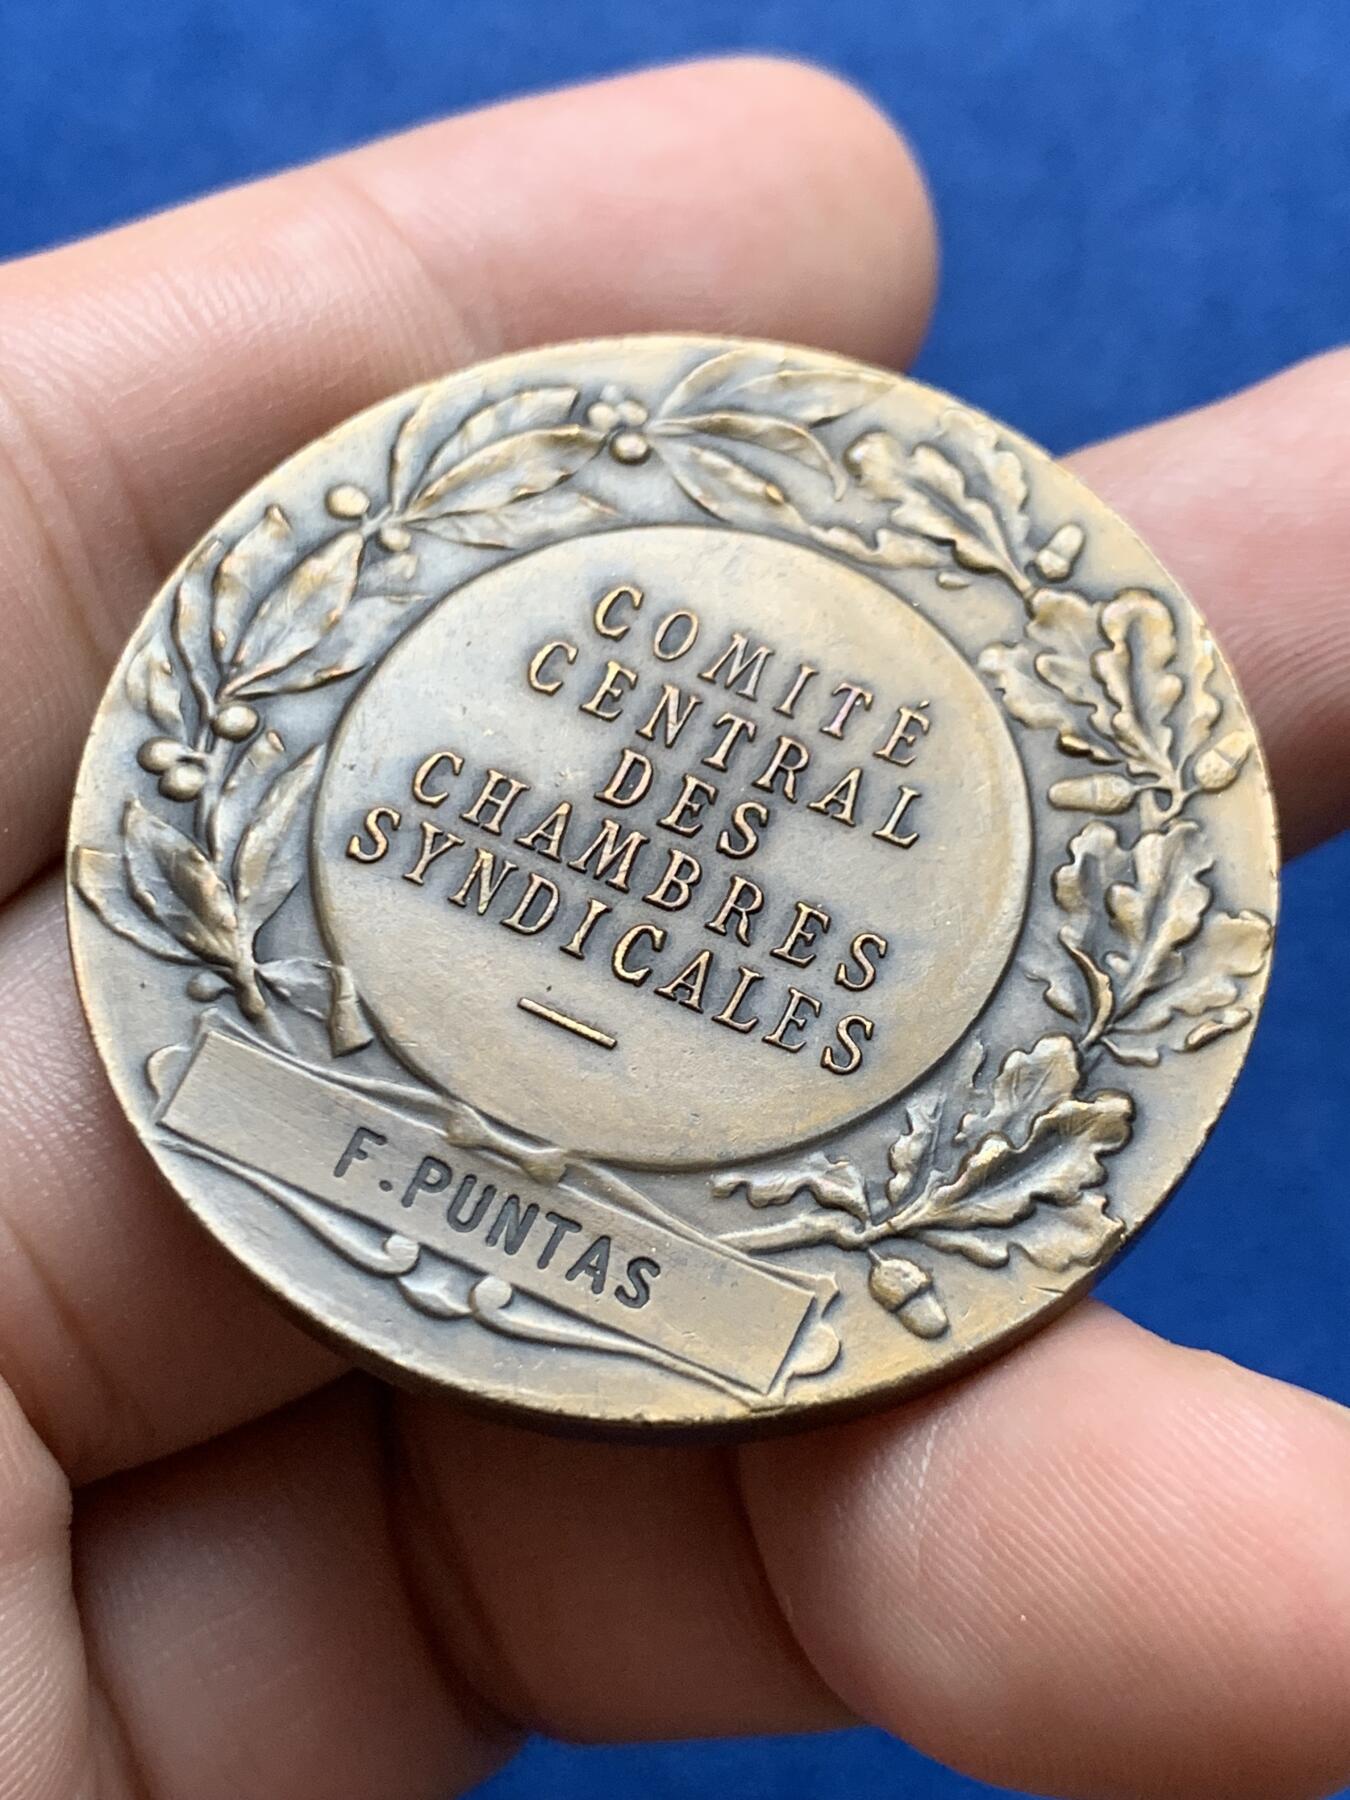 COMITÉ
CENTRAL
DES
CHAMBRES
SYNDICALES
F.PUNTAS